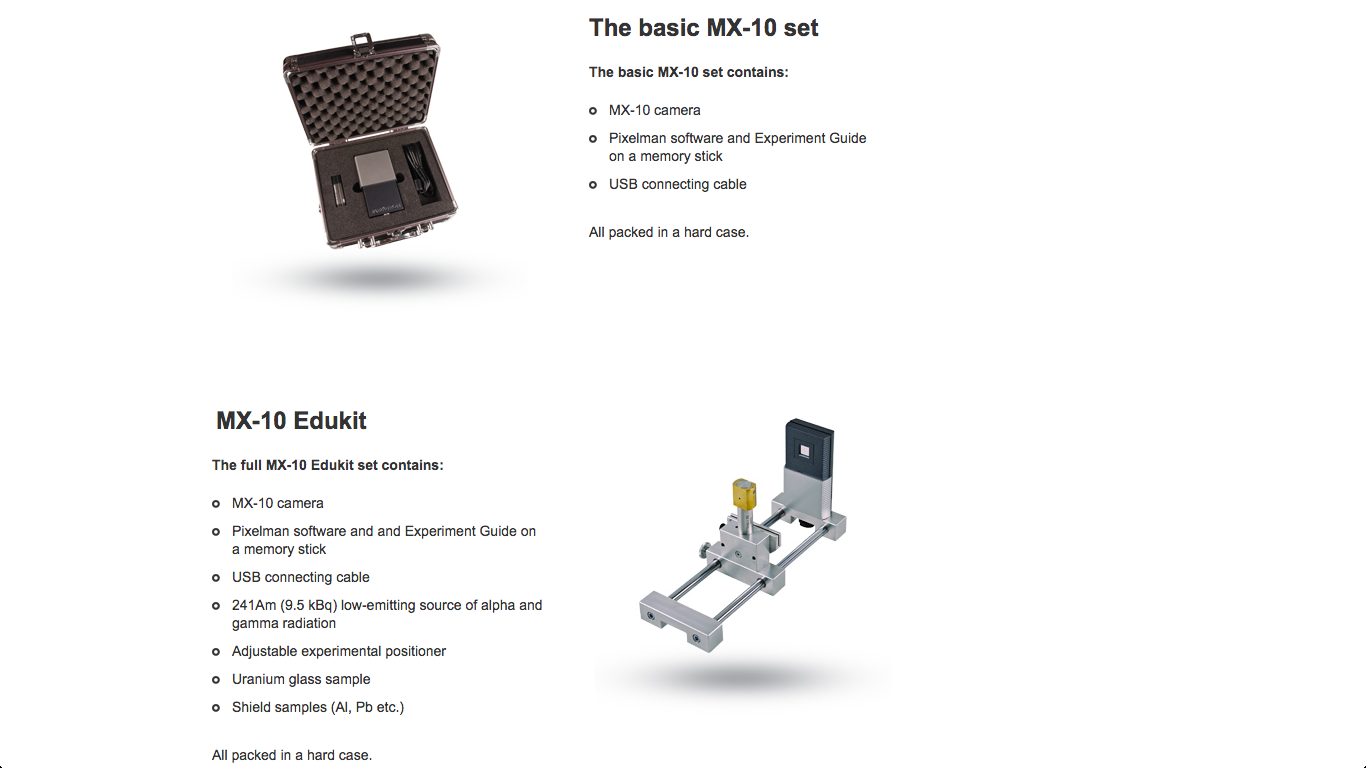 The basic MX-10 set
The basic MX-10 set contains:
MX-10 camera
Pixelman software and Experiment Guide
on a memory stick
USB connecting cable
All packed in a hard case.
MX-10 Edukit
The full MX-10 Edukit set contains:
MX-10 camera
Pixelman software and and Experiment Guide on
a memory stick
USB connecting cable
241Am (9.5 kBq) low-emitting source of alpha and
gamma radiation
Adjustable experimental positioner
Uranium glass sample
Shield samples (Al, Pb etc.)
All packed in a hard case.